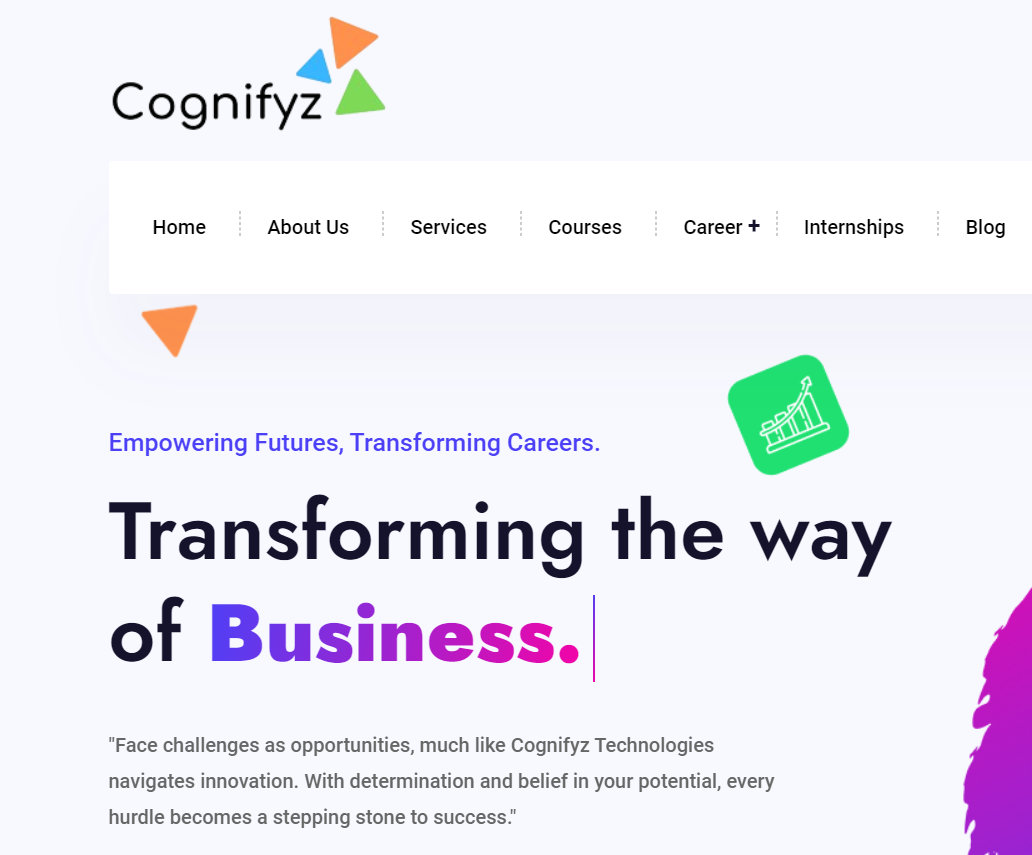 Cognifyz
Home About Us Services Courses Career + Internships Blog
Empowering Futures, Transforming Careers.
Transforming the way
of Business.
"Face challenges as opportunities, much like Cognifyz Technologies
navigates innovation. With determination and belief in your potential, every
hurdle becomes a stepping stone to success."